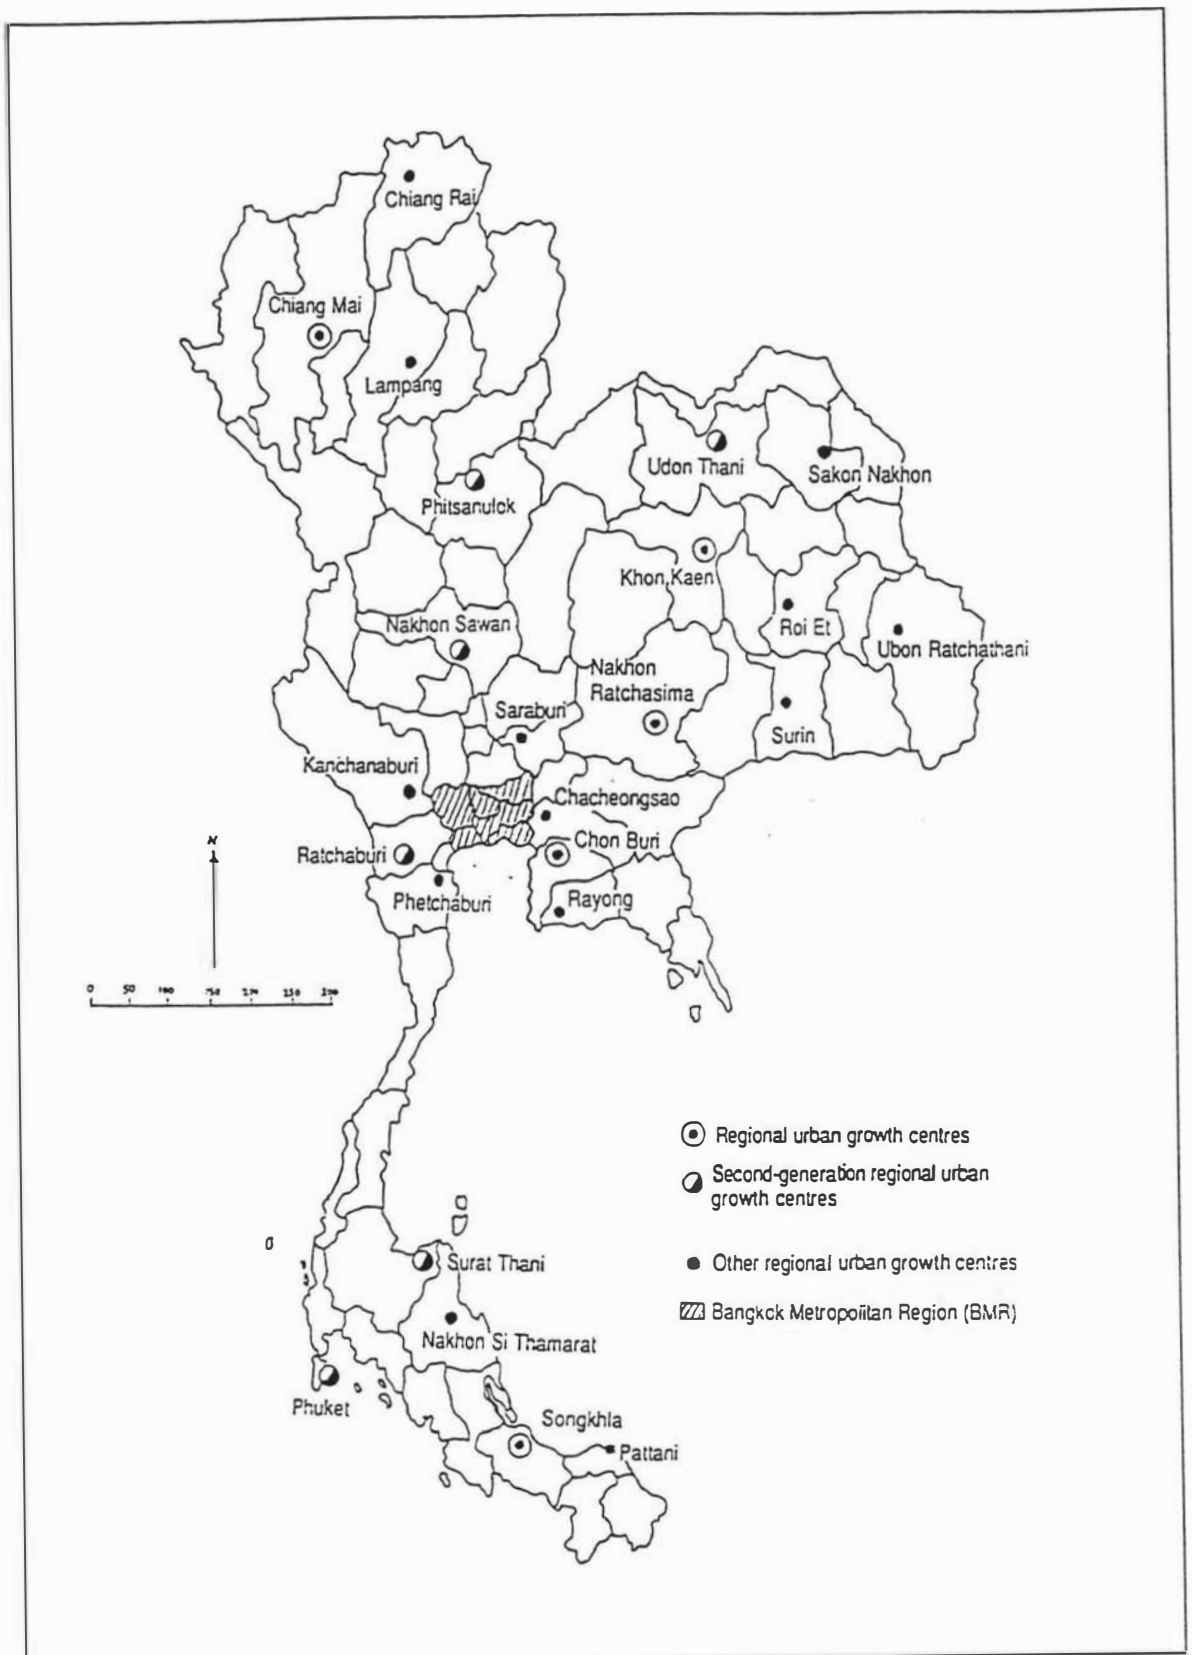 Chiang Rai
Chiang Mai
Lampang
Udon Thani
Sakon Nakhon
Phitsanulok
Khon Kaen
Nakhon Sawan
Roi Et
Ubon Ratchathani
Nakhon
Ratchasima
Saraburi
Surin
Kanchanaburi
Chacheongsao
Chon Buri
N
Ratchaburi
Phetchaburi
Rayong
0 50 100 150 250
Regional urban growth centres
Second-generation regional urban
growth centres
Surat Thani
Other regional urban growth centres
Bangkok Metropolitan Region (BMR)
Nakhon Si Thamarat
Phuket
Songkhla
Pattani